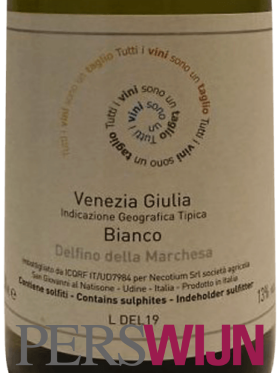 Tutti i vini sono un taglio Tutti i vini sono un taglio Tutti i vini sono un taglio
Venezia Giulia
Indicazione Geografica Tipica
Bianco
Delfino della Marchesa
Imbottigliato da ICQRF IT/UD7984 per Necotium Srl società agricola
San Giovanni al Natisone - Udine - Italia - Prodotto in Italia
Contiene solfiti - Contains sulphites - Indeholder sulfitter
13%
L DEL19
PERSWIJN